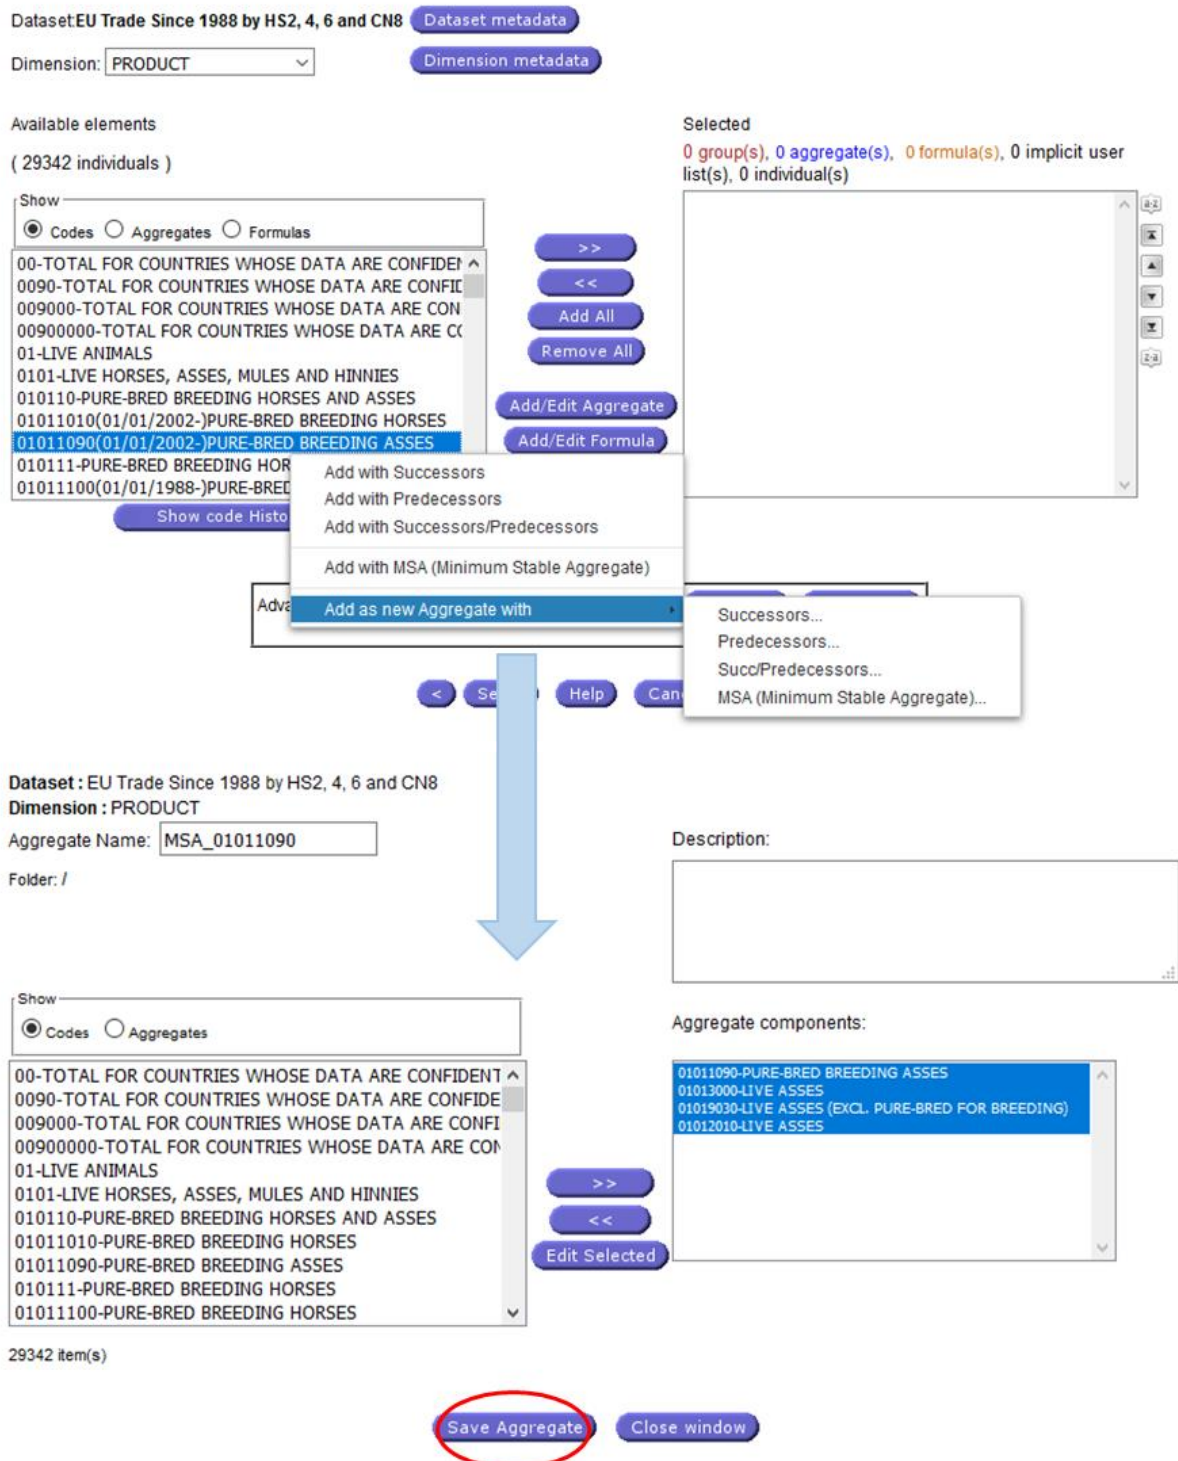 Dataset:EU Trade Since 1988 by HS2, 4, 6 and CN8 Dataset metadata
Dimension: PRODUCT Dimension metadata
Available elements
( 29342 individuals )
Show
Codes Aggregates Formulas
00-TOTAL FOR COUNTRIES WHOSE DATA ARE CONFIDEN
0090-TOTAL FOR COUNTRIES WHOSE DATA ARE CONFID
009000-TOTAL FOR COUNTRIES WHOSE DATA ARE CON
00900000-TOTAL FOR COUNTRIES WHOSE DATA ARE CO
01-LIVE ANIMALS
0101-LIVE HORSES, ASSES, MULES AND HINNIES
010110-PURE-BRED BREEDING HORSES AND ASSES
01011010(01/01/2002-)PURE-BRED BREEDING HORSES
01011090(01/01/2002-)PURE-BRED BREEDING ASSES
010111-PURE-BRED BREEDING HOR
01011100(01/01/1988-)PURE-BRED
Show code Histo
>>
<<
Add All
Remove All
Add/Edit Aggregate
Add/Edit Formula
Selected
0 group(s), 0 aggregate(s), 0 formula(s), 0 implicit user
list(s), 0 individual(s)
a-z
z-a
Add with Successors
Add with Predecessors
Add with Successors/Predecessors
Add with MSA (Minimum Stable Aggregate)
Add as new Aggregate with
Adva
Successors...
Predecessors...
Succ/Predecessors...
MSA (Minimum Stable Aggregate)...
< Se Help Canc
Dataset : EU Trade Since 1988 by HS2, 4, 6 and CN8
Dimension : PRODUCT
Aggregate Name: MSA_01011090
Folder: /
Description:
Show
Codes Aggregates
00-TOTAL FOR COUNTRIES WHOSE DATA ARE CONFIDENT
0090-TOTAL FOR COUNTRIES WHOSE DATA ARE CONFIDE
009000-TOTAL FOR COUNTRIES WHOSE DATA ARE CONFI
00900000-TOTAL FOR COUNTRIES WHOSE DATA ARE CON
01-LIVE ANIMALS
0101-LIVE HORSES, ASSES, MULES AND HINNIES
010110-PURE-BRED BREEDING HORSES AND ASSES
01011010-PURE-BRED BREEDING HORSES
01011090-PURE-BRED BREEDING ASSES
010111-PURE-BRED BREEDING HORSES
01011100-PURE-BRED BREEDING HORSES
29342 item(s)
>>
<<
Edit Selected
Aggregate components:
01011090-PURE-BRED BREEDING ASSES
01013000-LIVE ASSES
01019030-LIVE ASSES (EXCL. PURE-BRED FOR BREEDING)
01012010-LIVE ASSES
Save Aggregate Close window